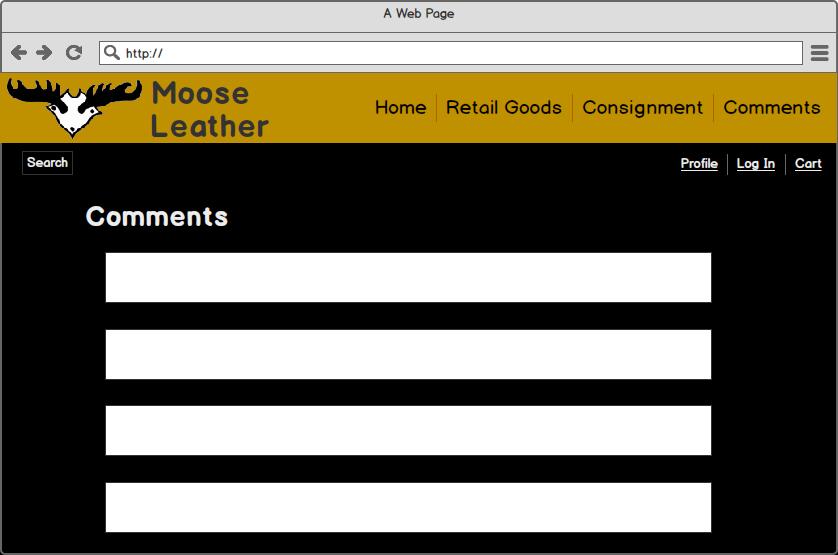 A Web Page
http://
Moose
Leather
Home
Retail Goods
Consignment
Comments
Search
Profile
Log In
Cart
Comments